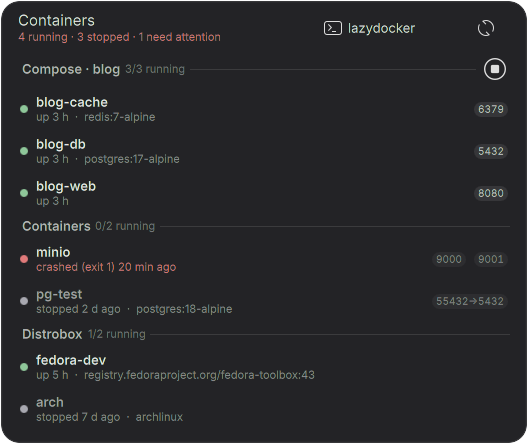 Containers
4 running · 3 stopped · 1 need attention
lazydocker
Compose · blog 3/3 running
blog-cache
up 3 h · redis:7-alpine
6379
blog-db
up 3 h · postgres:17-alpine
5432
blog-web
up 3 h
8080
Containers 0/2 running
minio
crashed (exit 1) 20 min ago
9000 9001
pg-test
stopped 2 d ago · postgres:18-alpine
55432→5432
Distrobox 1/2 running
fedora-dev
up 5 h · registry.fedoraproject.org/fedora-toolbox:43
arch
stopped 7 d ago · archlinux